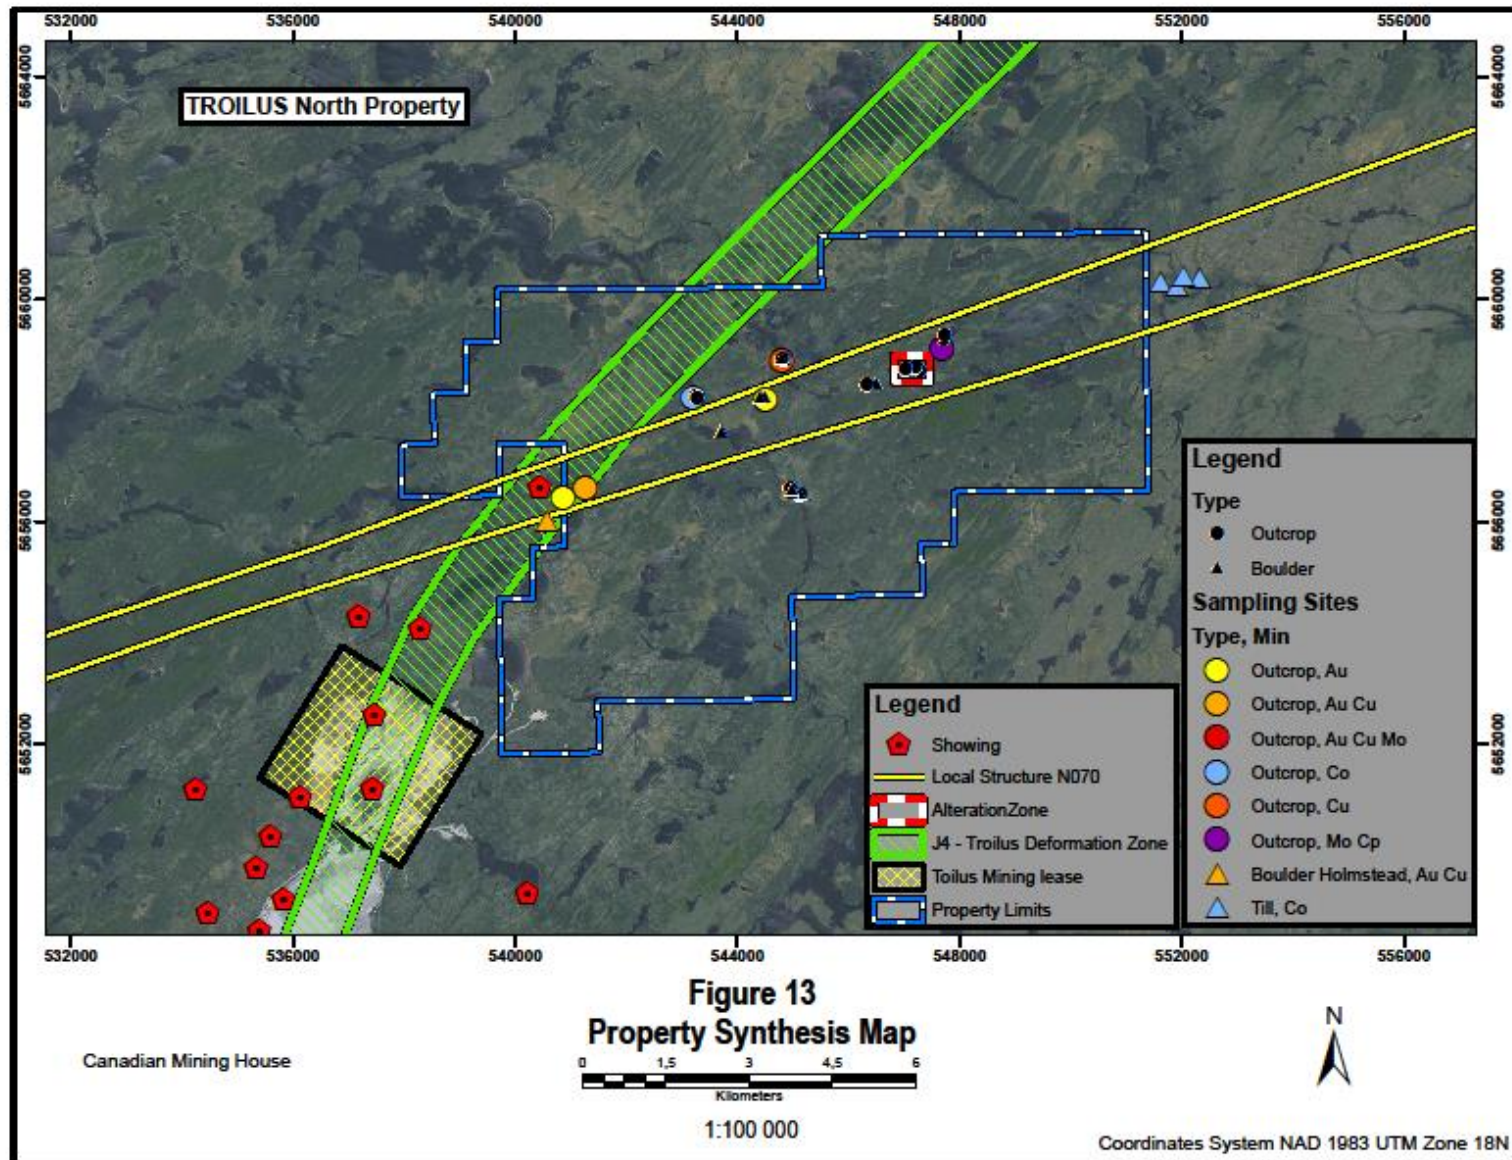 532000 536000 540000 544000 548000 552000 556000
5664000
5664000
TROILUS North Property
5660000
5660000
5656000
5656000
5652000
5652000
Legend
Type
Outcrop
Boulder
Sampling Sites
Type, Min
Outcrop, Au
Outcrop, Au Cu
Outcrop, Au Cu Mo
Outcrop, Co
Outcrop, Cu
Outcrop, Mo Cp
Boulder Holmstead, Au Cu
Till, Co
Legend
Showing
Local Structure N070
AlterationZone
J4 - Troilus Deformation Zone
Toilus Mining lease
Property Limits
532000 536000 540000 544000 548000 552000 556000
Figure 13
Property Synthesis Map
Canadian Mining House
0 1,5 3 4,5 6
Kilometers
1:100 000
N
Coordinates System NAD 1983 UTM Zone 18N